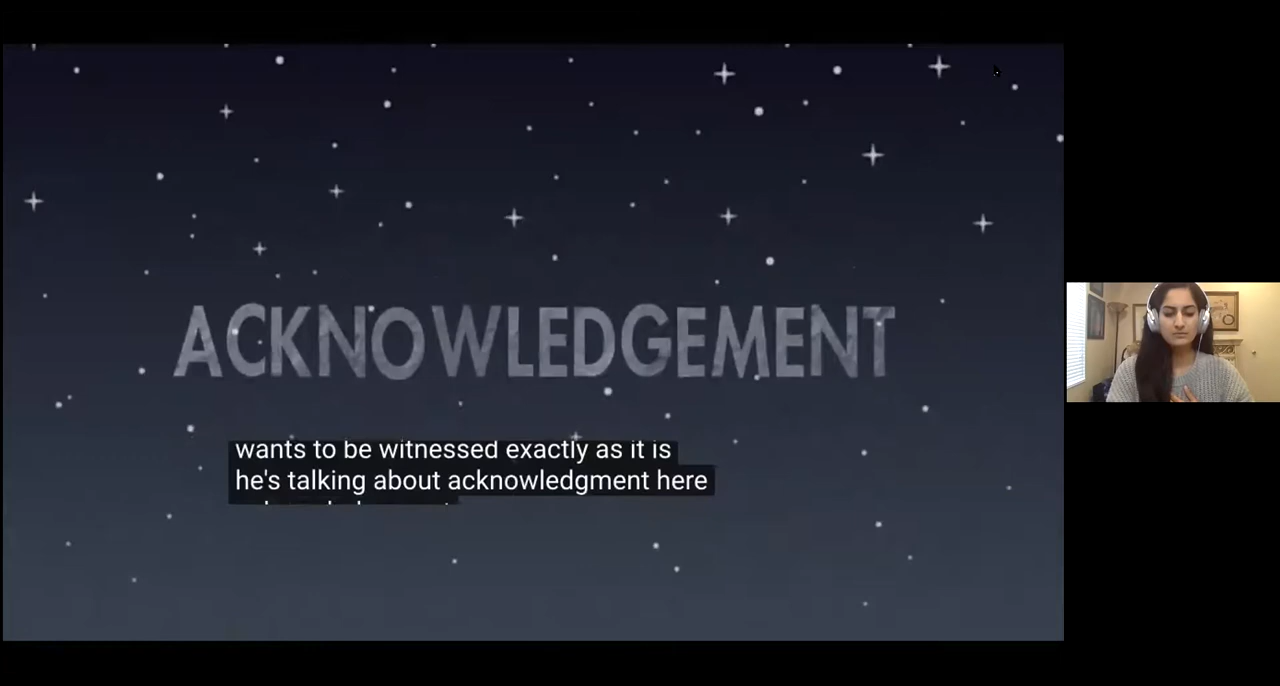 ACKNOWLEDGEMENT
wants to be witnessed exactly as it is
he's talking about acknowledgment here